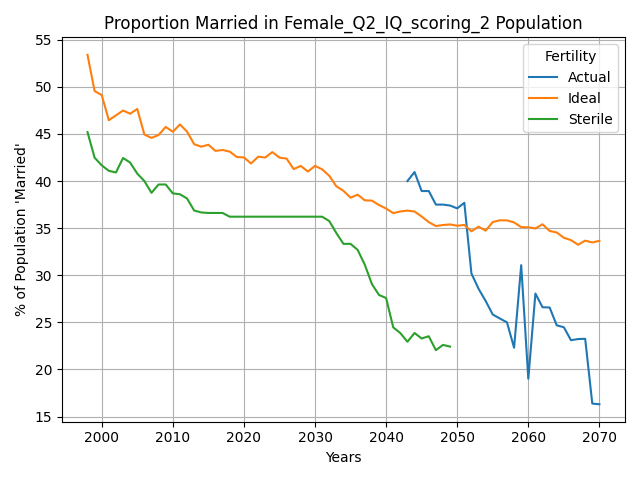 Proportion Married in Female_Q2_IQ_scoring_2 Population
% of Population 'Married'
55
50
45
40
35
30
25
20
15
Fertility
Actual
Ideal
Sterile
2000 2010 2020 2030 2040 2050 2060 2070
Years